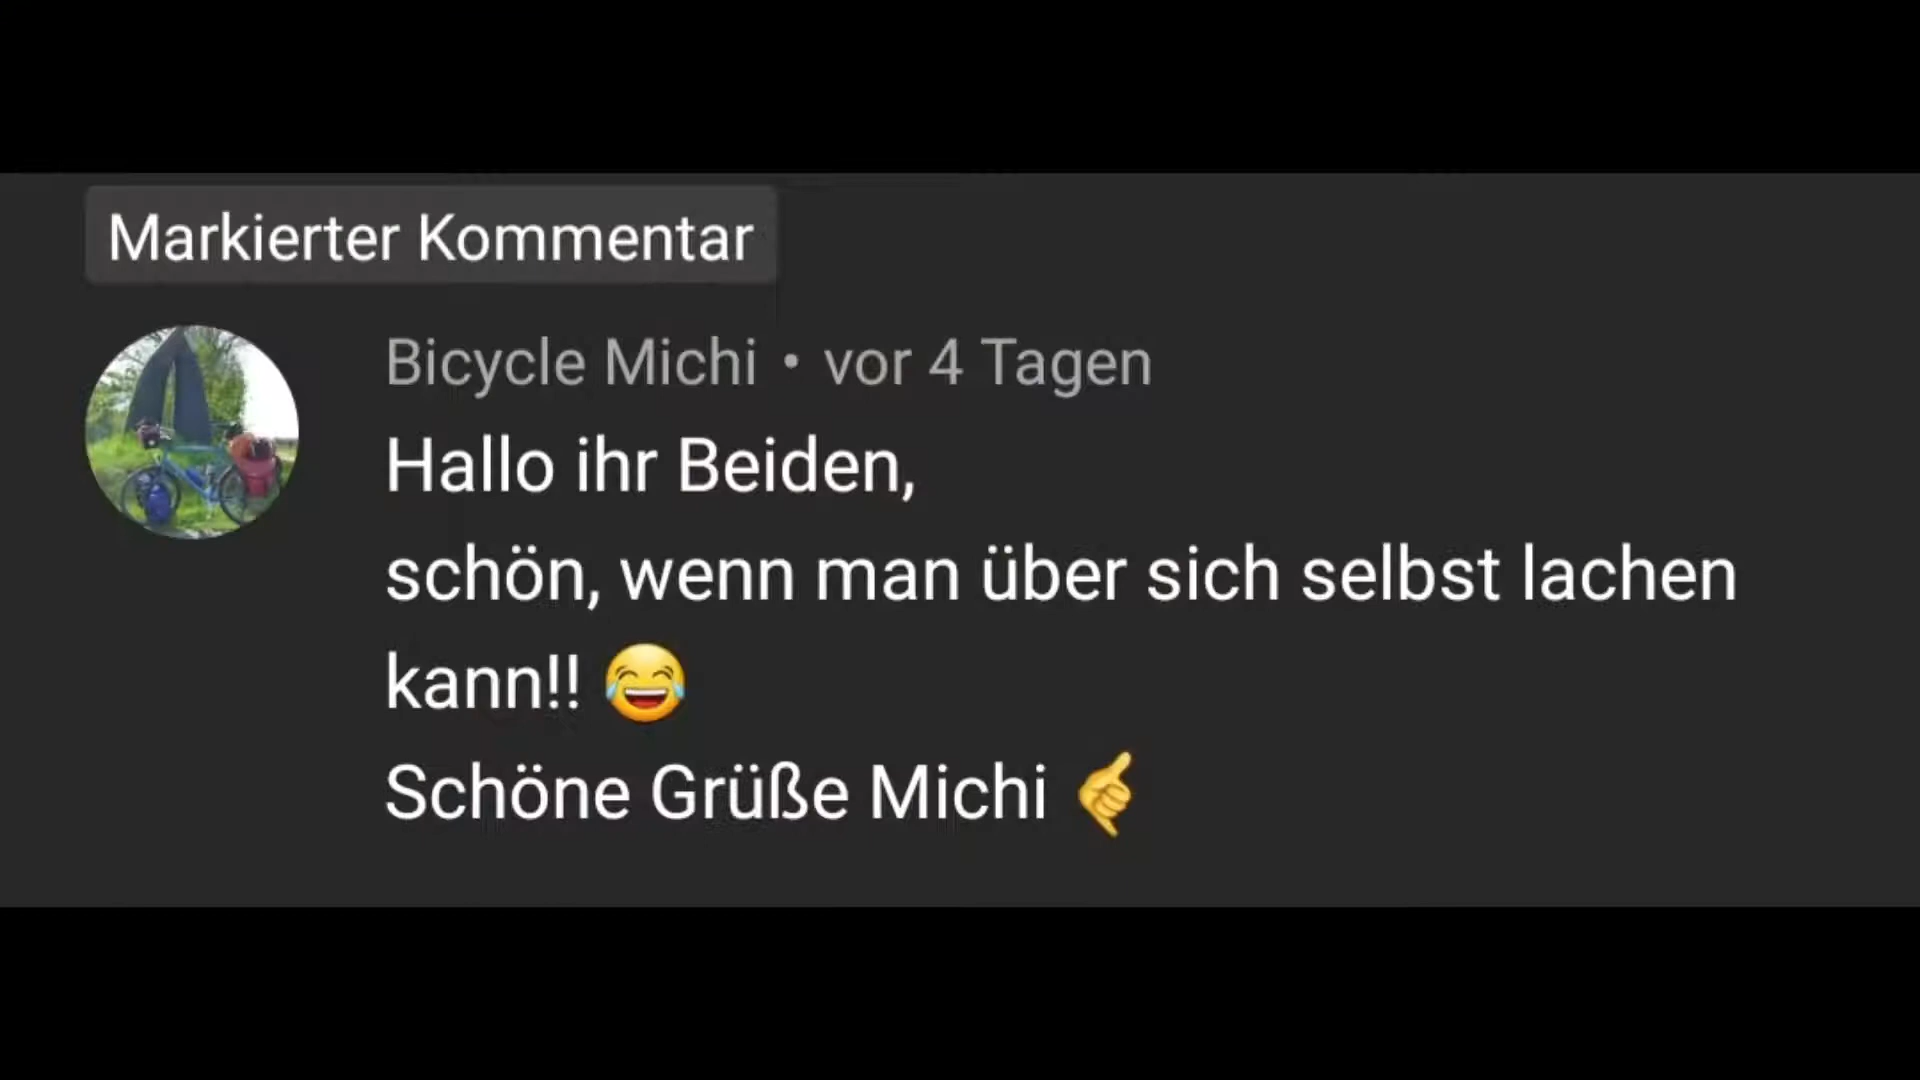 Markierter Kommentar
Bicycle Michi • vor 4 Tagen
Hallo ihr Beiden,
schön, wenn man über sich selbst lachen
kann!! 😂
Schöne Grüße Michi 🤙